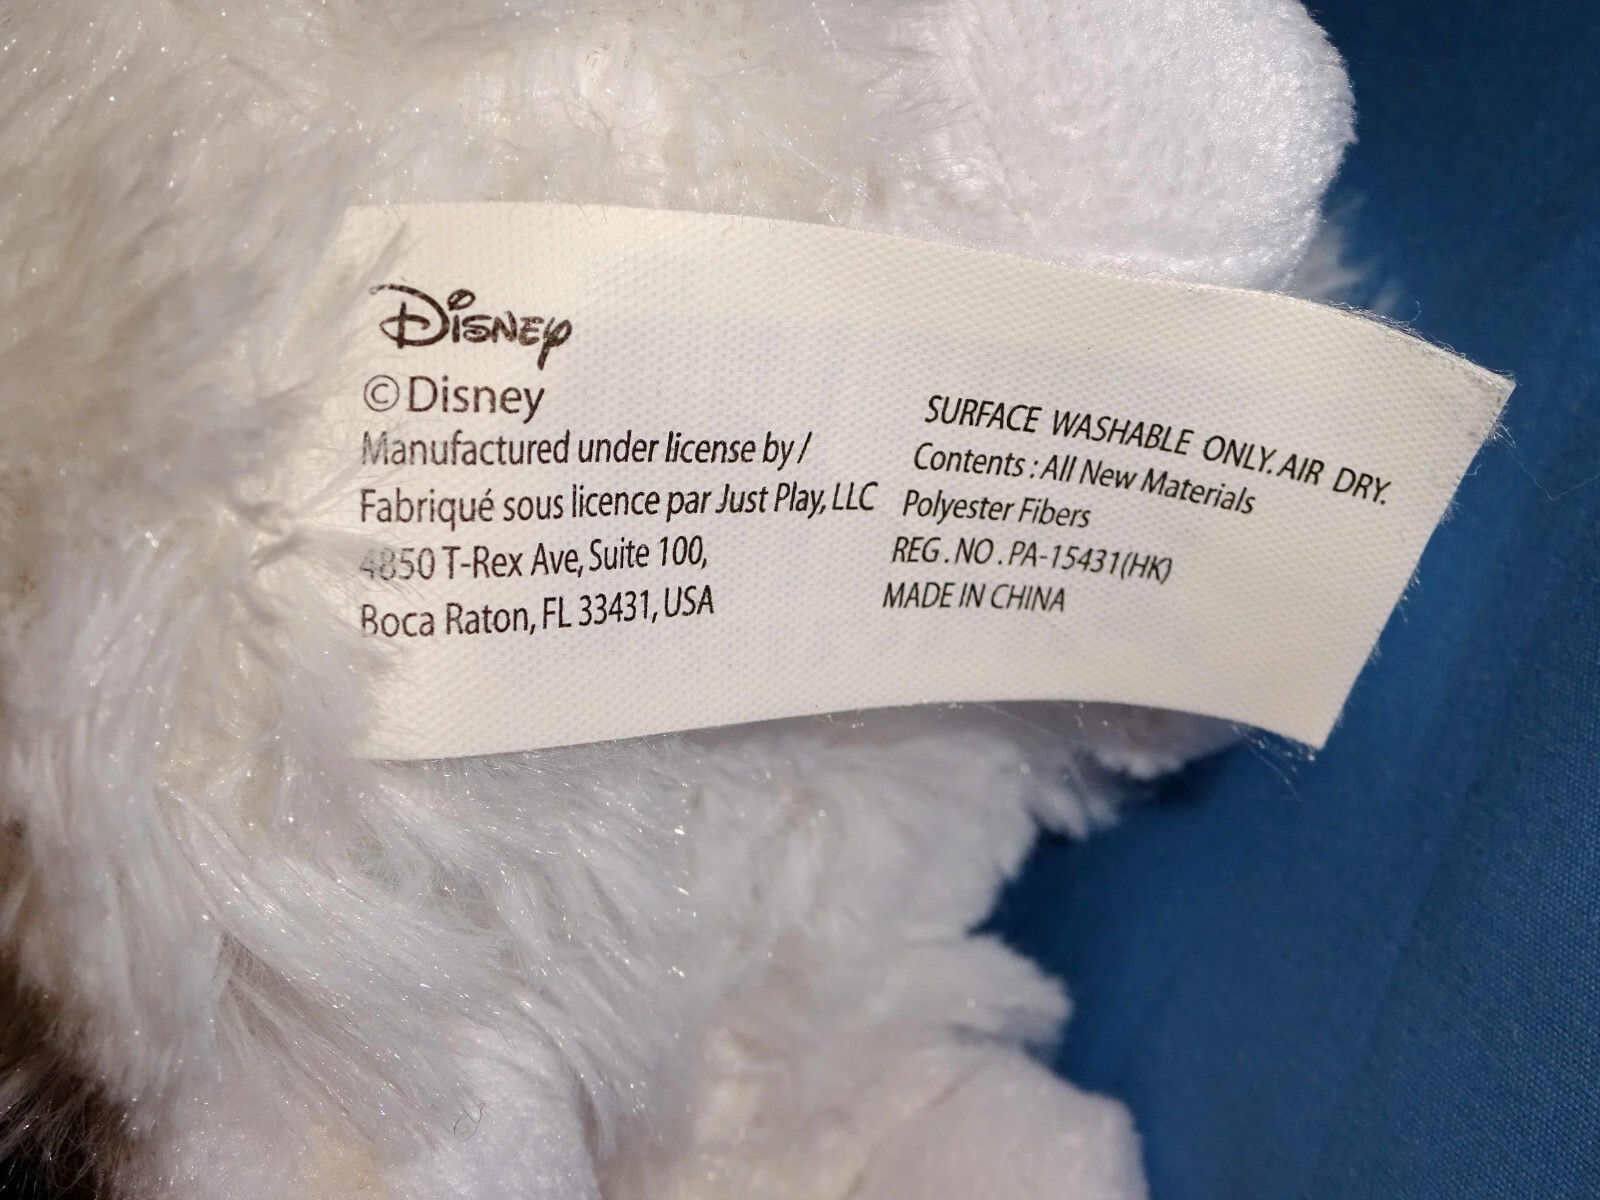 Disney
©Disney
Manufactured under license by /
Fabriqué sous licence par Just Play, LLC
4850 T-Rex Ave, Suite 100,
Boca Raton, FL 33431, USA
SURFACE WASHABLE ONLY. AIR DRY.
Contents : All New Materials
Polyester Fibers
REG. NO. PA-15431(HK)
MADE IN CHINA